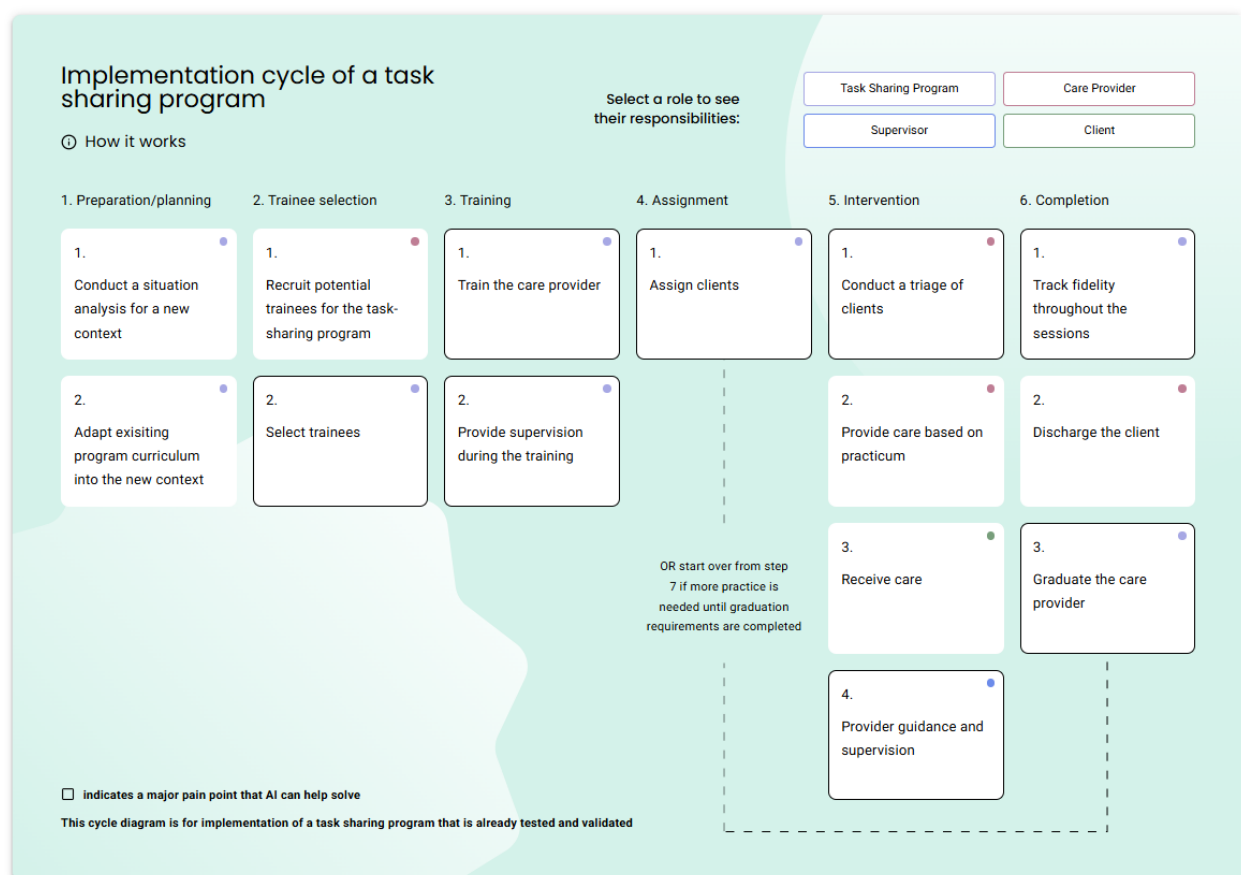 Implementation cycle of a task
sharing program
How it works
Select a role to see
their responsibilities:
Task Sharing Program
Care Provider
Supervisor
Client
1. Preparation/planning
2. Trainee selection
3. Training
4. Assignment
5. Intervention
6. Completion
1.
Conduct a situation
analysis for a new
context
2.
Adapt exisiting
program curriculum
into the new context
1.
Recruit potential
trainees for the task-
sharing program
2.
Select trainees
1.
Train the care provider
2.
Provide supervision
during the training
1.
Assign clients
OR start over from step
7 if more practice is
needed until graduation
requirements are completed
1.
Conduct a triage of
clients
2.
Provide care based on
practicum
3.
Receive care
4.
Provider guidance and
supervision
1.
Track fidelity
throughout the
sessions
2.
Discharge the client
3.
Graduate the care
provider
indicates a major pain point that AI can help solve
This cycle diagram is for implementation of a task sharing program that is already tested and validated